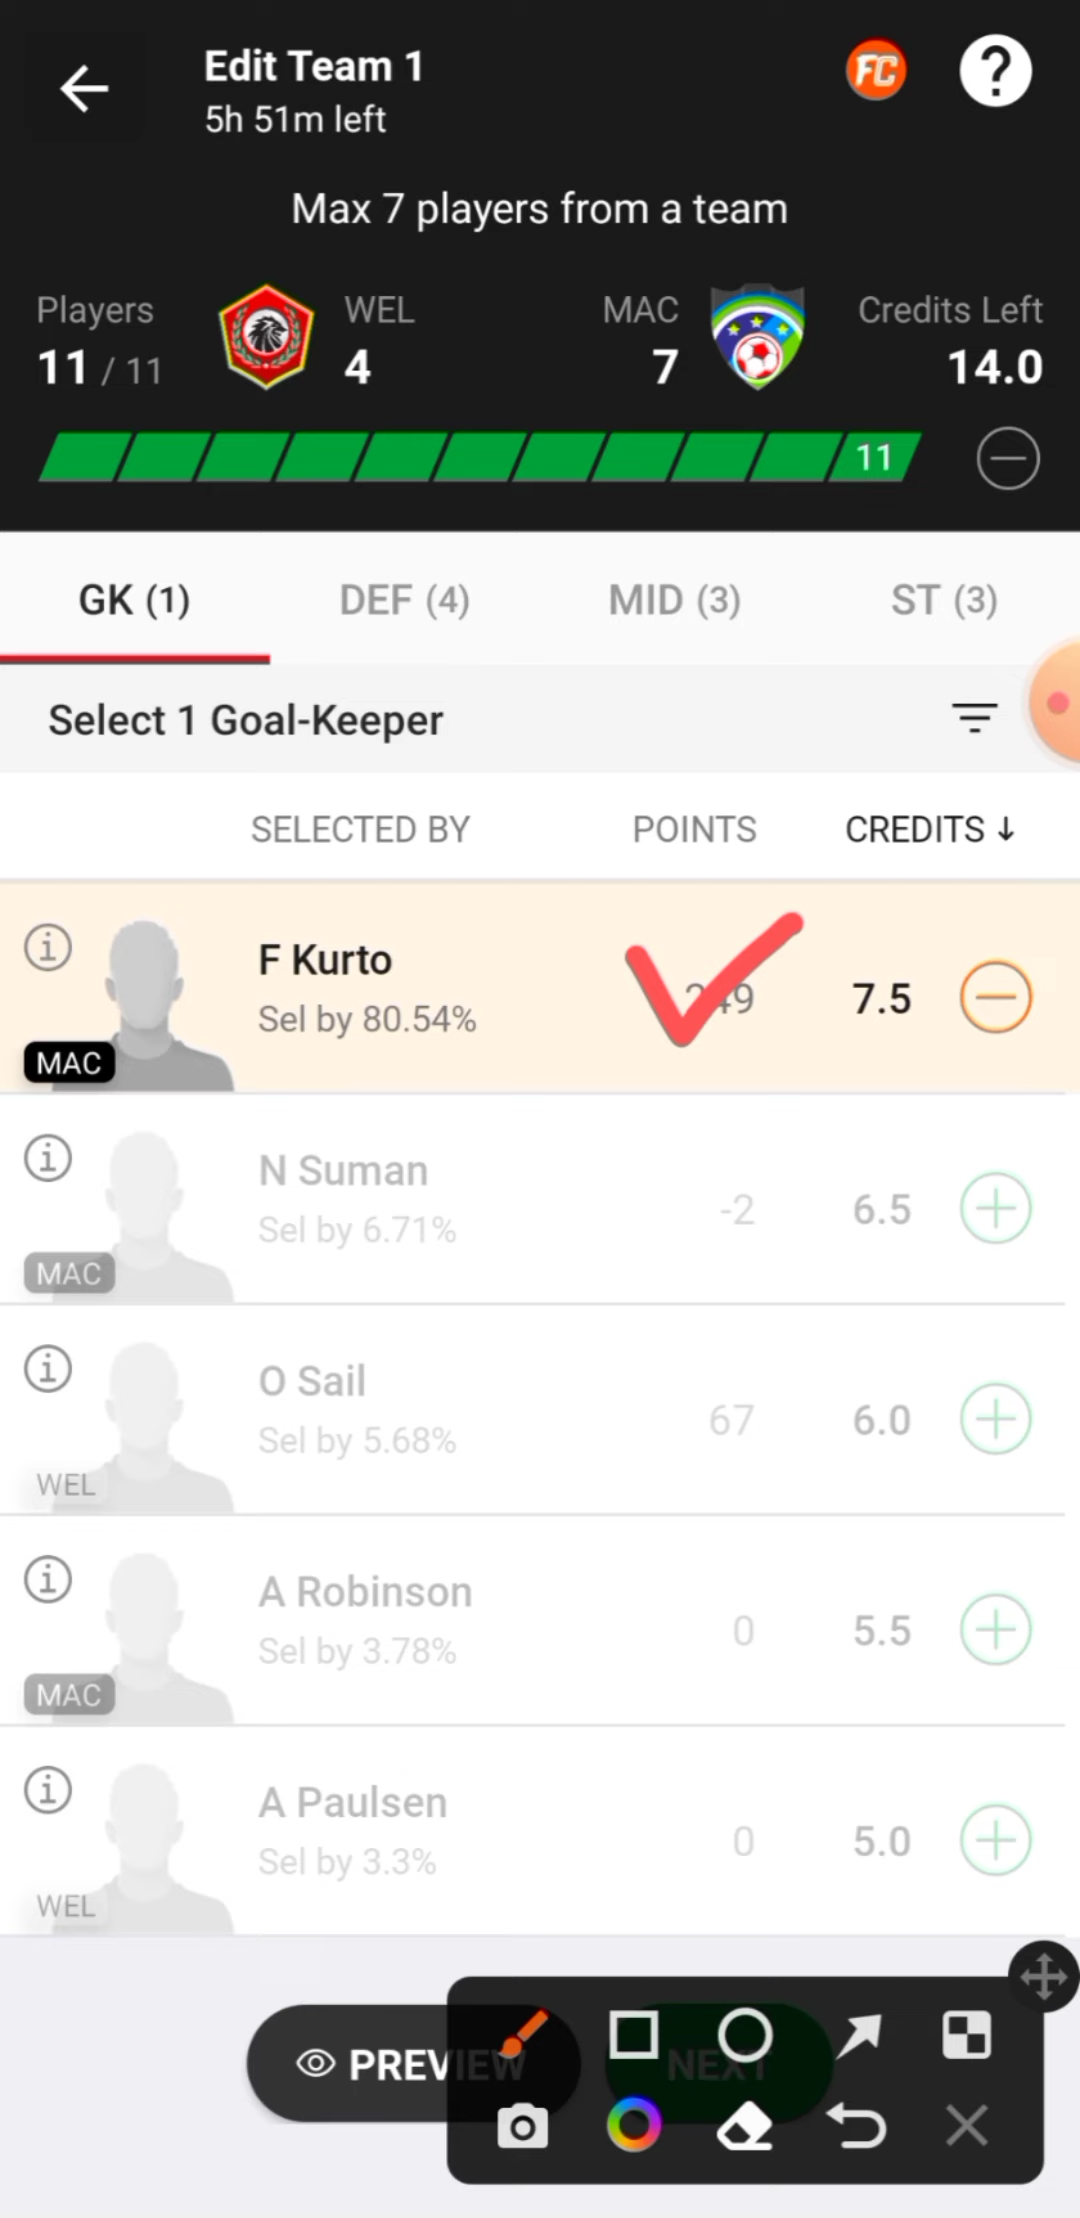 Edit Team 1
5h 51m left
FC
?
Max 7 players from a team
Players
11 / 11
WEL
4
MAC
7
Credits Left
14.0
11
GK (1)
DEF (4)
MID (3)
ST (3)
Select 1 Goal-Keeper
SELECTED BY
POINTS
CREDITS ↓
F Kurto
Sel by 80.54%
7.5
MAC
N Suman
Sel by 6.71%
-2
6.5
MAC
O Sail
Sel by 5.68%
67
6.0
WEL
A Robinson
Sel by 3.78%
0
5.5
MAC
A Paulsen
Sel by 3.3%
0
5.0
WEL
PREVIEW
NEXT